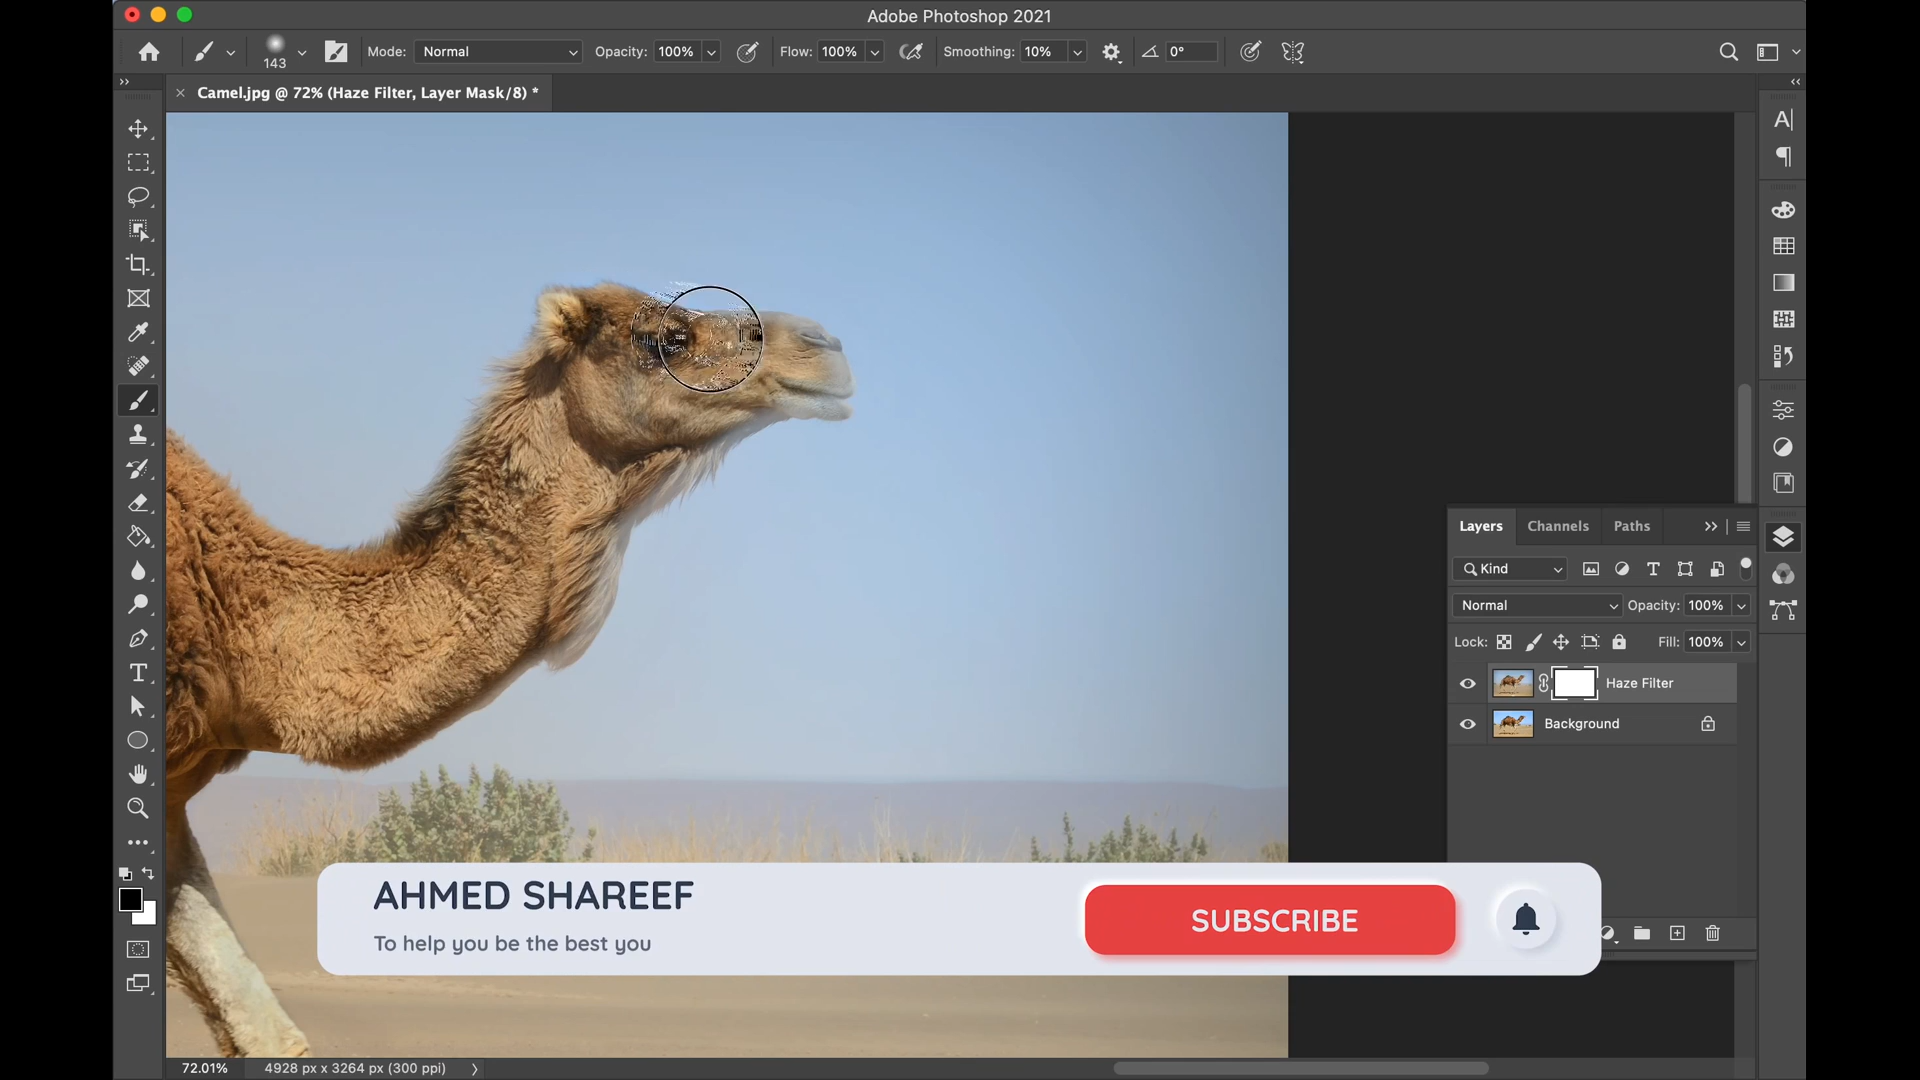 Adobe Photoshop 2021
143
Mode: Normal
Opacity: 100%
Flow: 100%
Smoothing: 10%
0°
Camel.jpg @ 72% (Haze Filter, Layer Mask/8) *
Layers
Channels
Paths
Kind
Normal
Opacity: 100%
Lock:
Fill: 100%
Haze Filter
Background
AHMED SHAREEF
To help you be the best you
SUBSCRIBE
72.01%
4928 px x 3264 px (300 ppi)